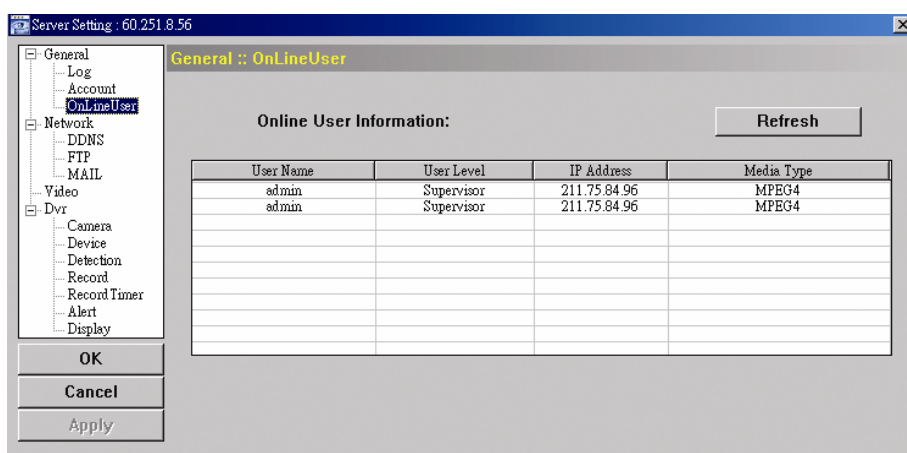 Server Setting : 60.251.8.56
General
Log
Account
OnLineUser
Network
DDNS
FTP
MAIL
Video
Dvr
Camera
Device
Detection
Record
Record Timer
Alert
Display
OK
Cancel
Apply
General :: OnLineUser
Online User Information:
Refresh
User Name User Level IP Address Media Type
admin Supervisor 211.75.84.96 MPEG4
admin Supervisor 211.75.84.96 MPEG4